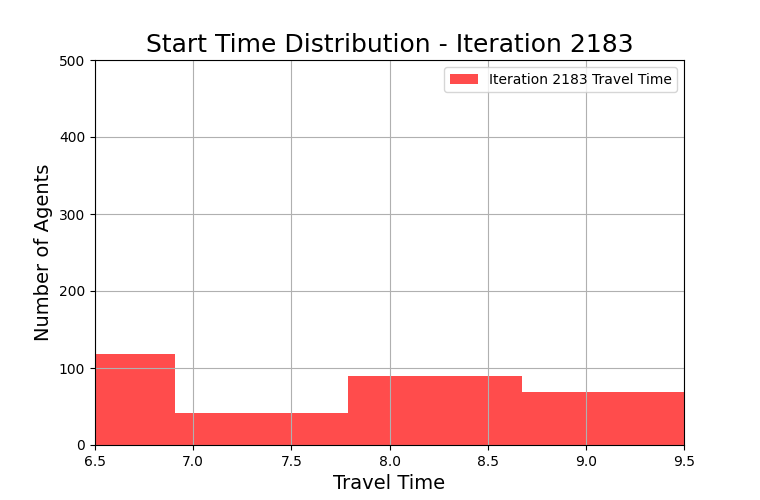 Start Time Distribution - Iteration 2183
Iteration 2183 Travel Time
Number of Agents
500
400
300
200
100
0
6.5 7.0 7.5 8.0 8.5 9.0 9.5
Travel Time